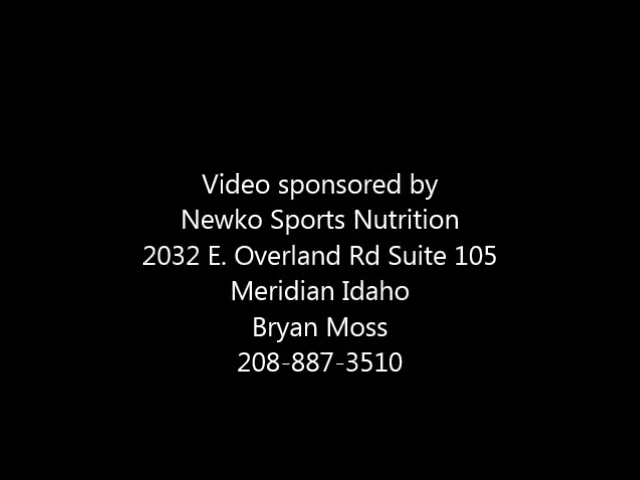 Video sponsored by
Newko Sports Nutrition
2032 E. Overland Rd Suite 105
Meridian Idaho
Bryan Moss
208-887-3510